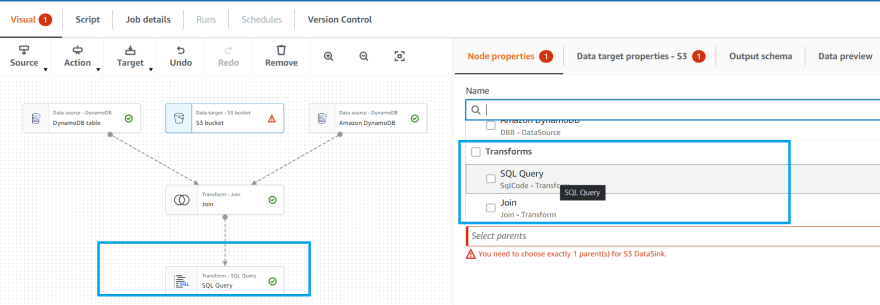 Visual 1
Script
Job details
Runs
Schedules
Version Control
Source
Action
Target
Undo
Redo
Remove
Node properties 1
Data target properties - S3 1
Output schema
Data preview
Data source - DynamoDB
DynamoDB table
Data target - S3 bucket
S3 bucket
Data source - DynamoDB
Amazon DynamoDB
Transform - Join
Join
Transform - SQL Query
SQL Query
Name
Amazon DynamoDB
DBB - DataSource
Transforms
SQL Query
SqlCode - Transfo
SQL Query
Join
Join - Transform
Select parents
You need to choose exactly 1 parent(s) for S3 DataSink.